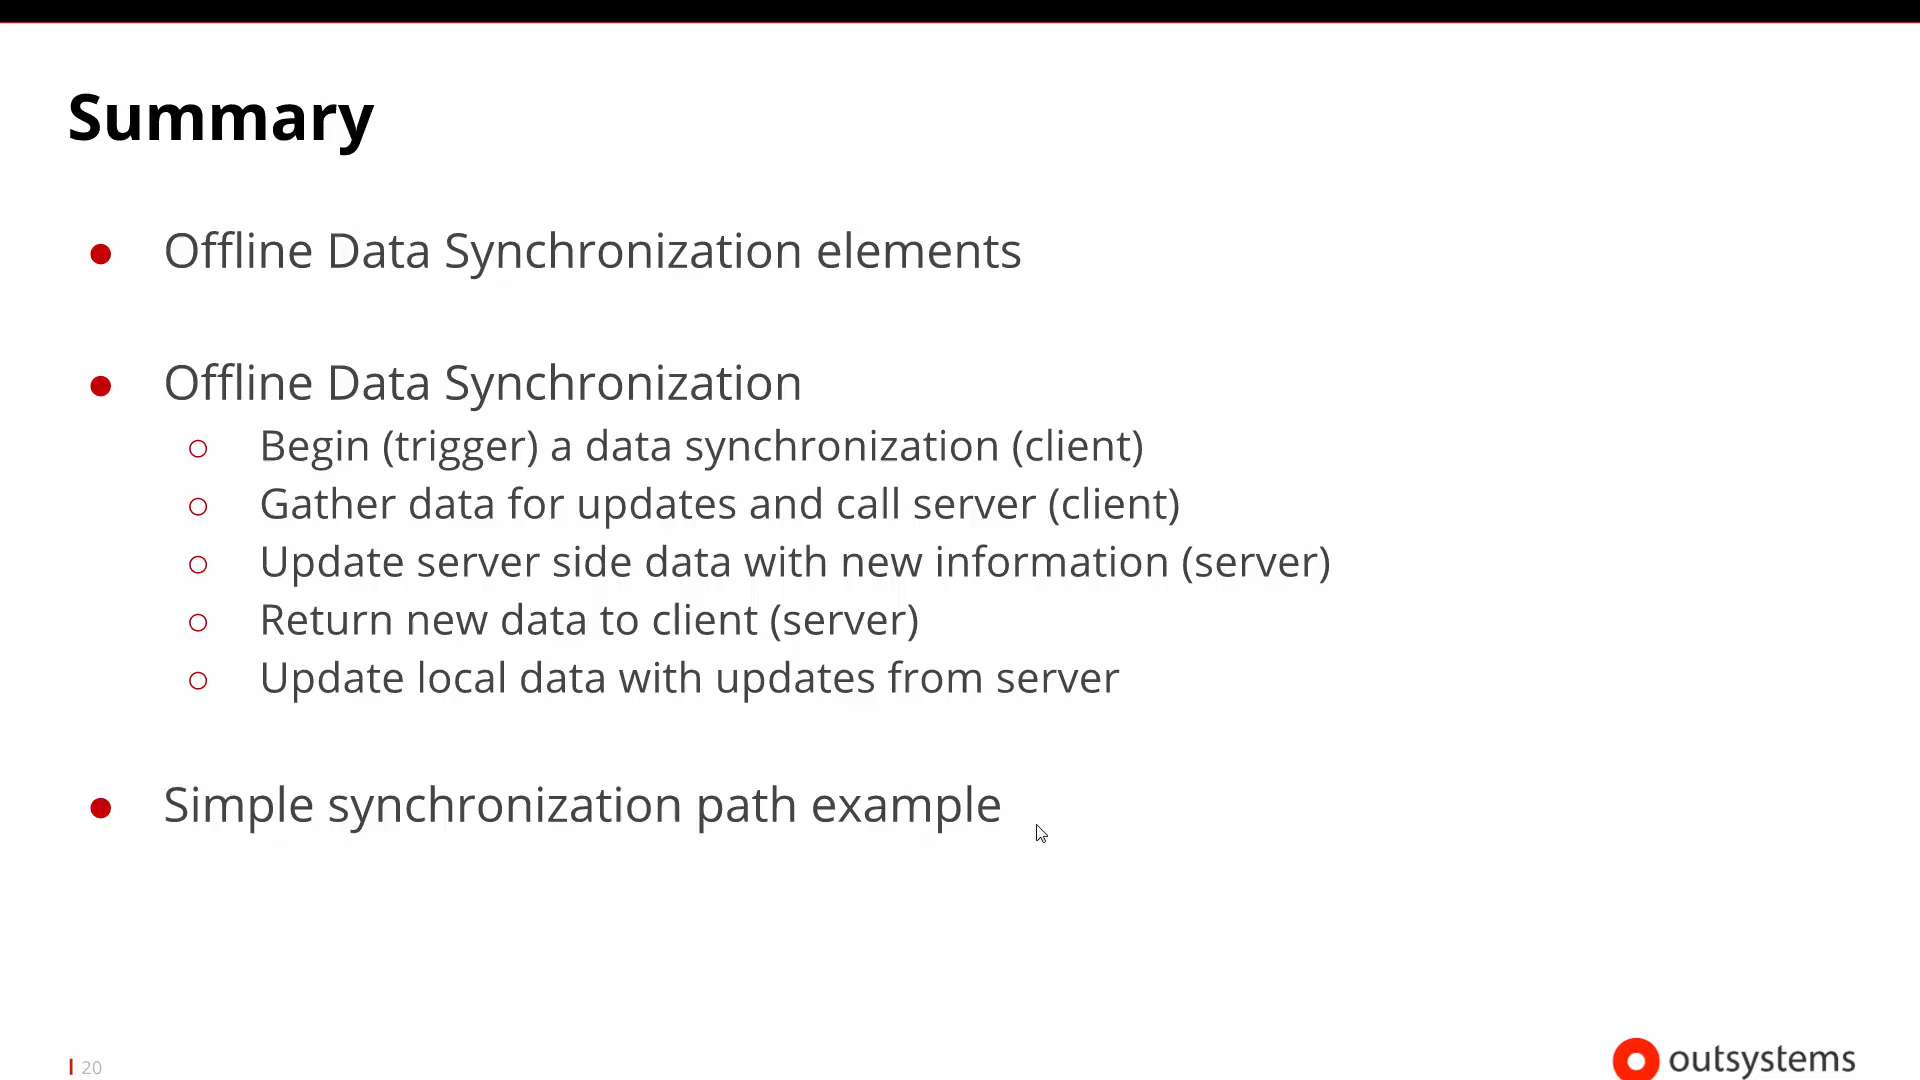 Summary
● Offline Data Synchronization elements
● Offline Data Synchronization
○ Begin (trigger) a data synchronization (client)
○ Gather data for updates and call server (client)
○ Update server side data with new information (server)
○ Return new data to client (server)
○ Update local data with updates from server
● Simple synchronization path example
20
outsystems